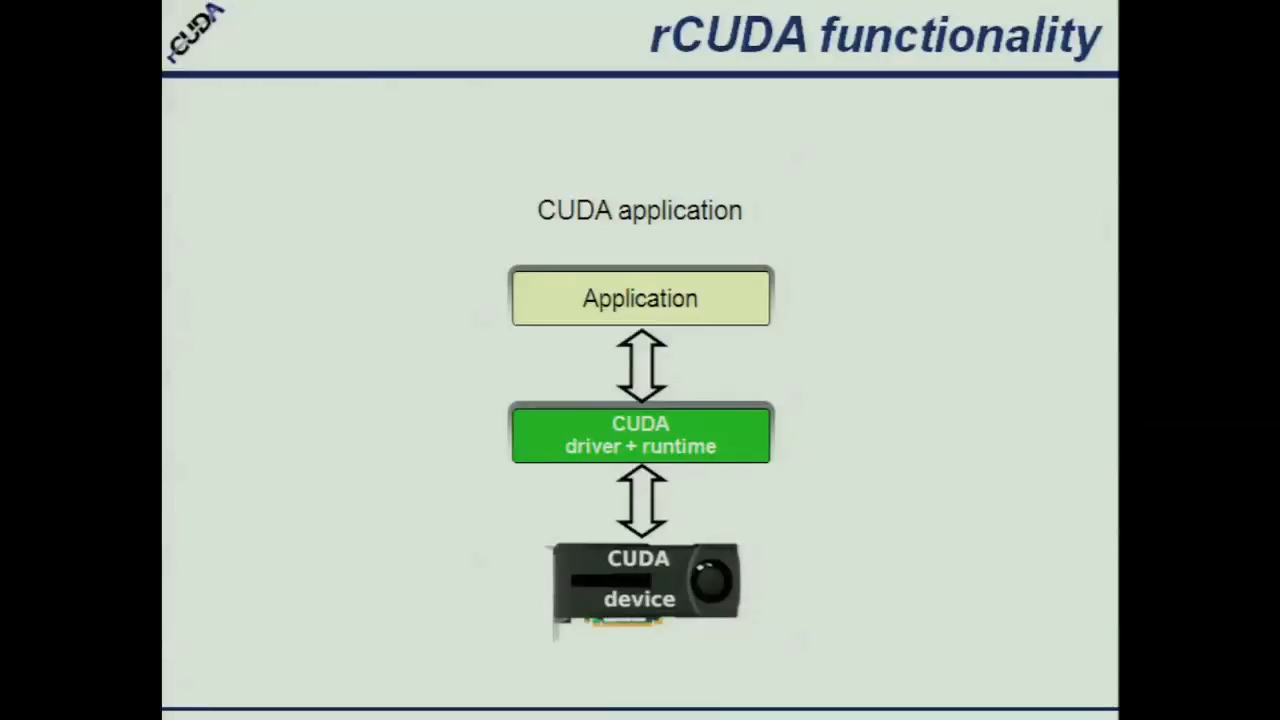 rCUDA
rCUDA functionality
CUDA application
Application
CUDA
driver + runtime
CUDA
device